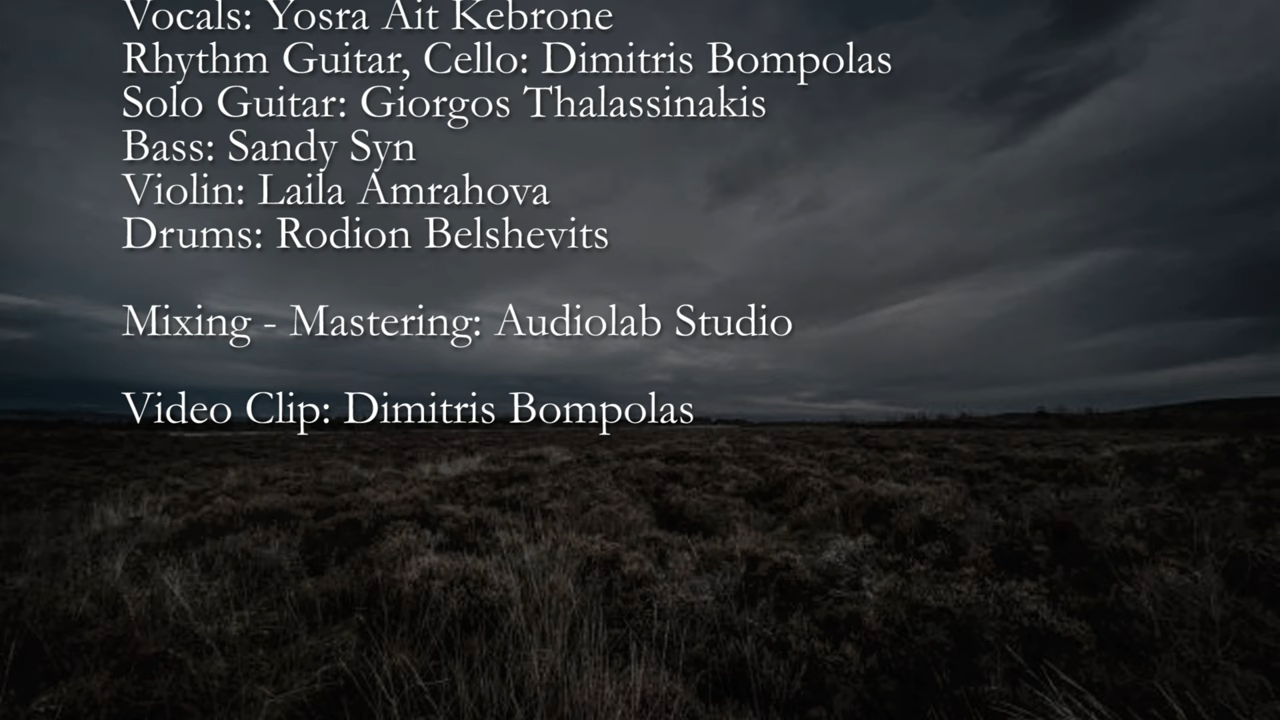 Vocals: Yosra Ait Kebrone
Rhythm Guitar, Cello: Dimitris Bompolas
Solo Guitar: Giorgos Thalassinakis
Bass: Sandy Syn
Violin: Laila Amrahova
Drums: Rodion Belshevits
Mixing - Mastering: Audiolab Studio
Video Clip: Dimitris Bompolas